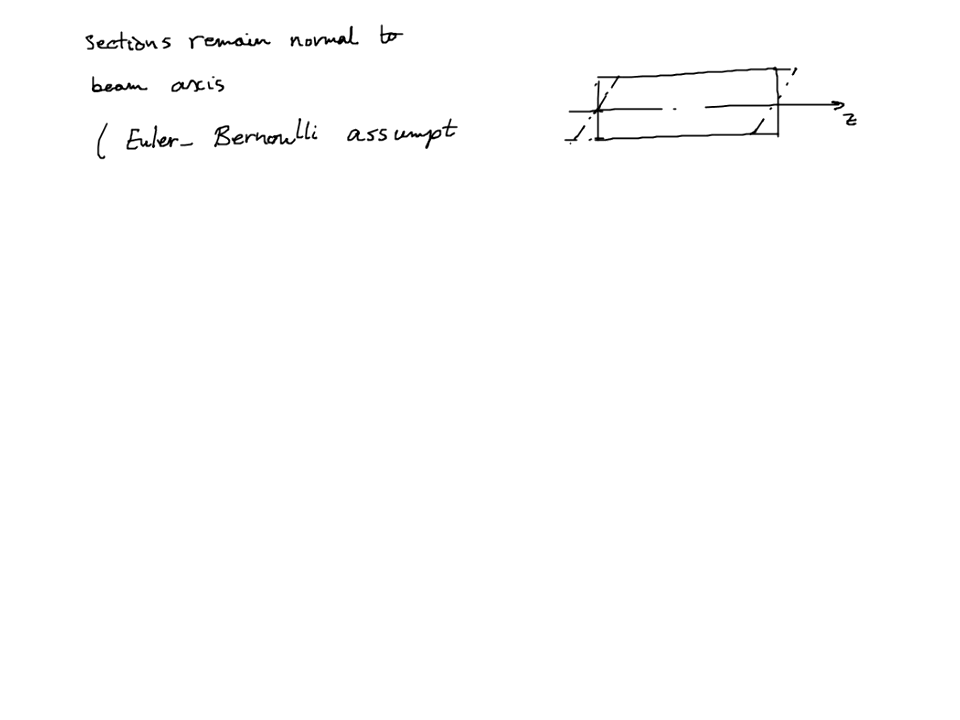 sections remain normal to
beam axis
( Euler_ Bernoulli assumpt
z